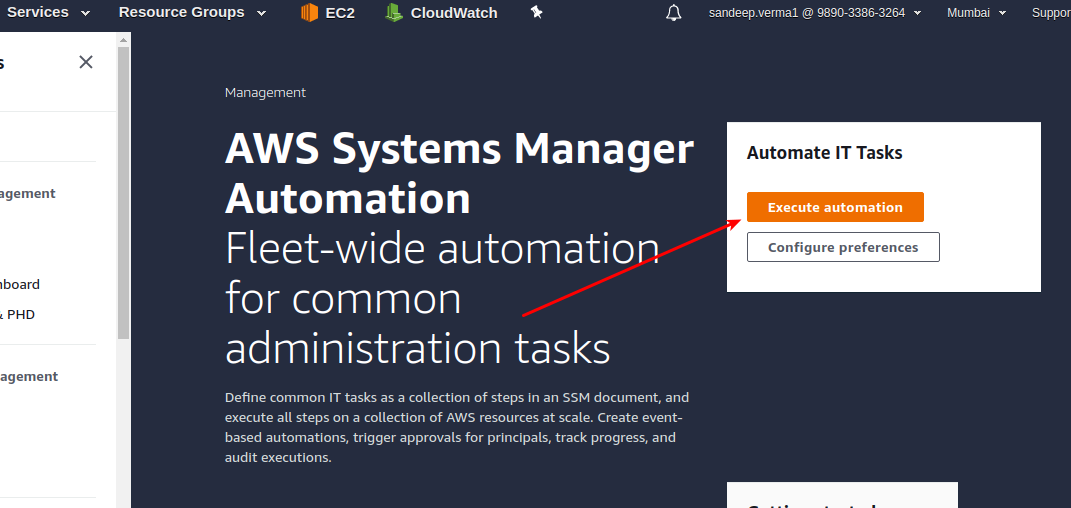 Services Resource Groups EC2 CloudWatch sandeep.verma1 @ 9890-3386-3264 Mumbai Suppor
s
Management
AWS Systems Manager
Automation
Fleet-wide automation
for common
administration tasks
Define common IT tasks as a collection of steps in an SSM document, and
execute all steps on a collection of AWS resources at scale. Create event-
based automations, trigger approvals for principals, track progress, and
audit executions.
Automate IT Tasks
Execute automation
Configure preferences
agement
nboard
& PHD
agement